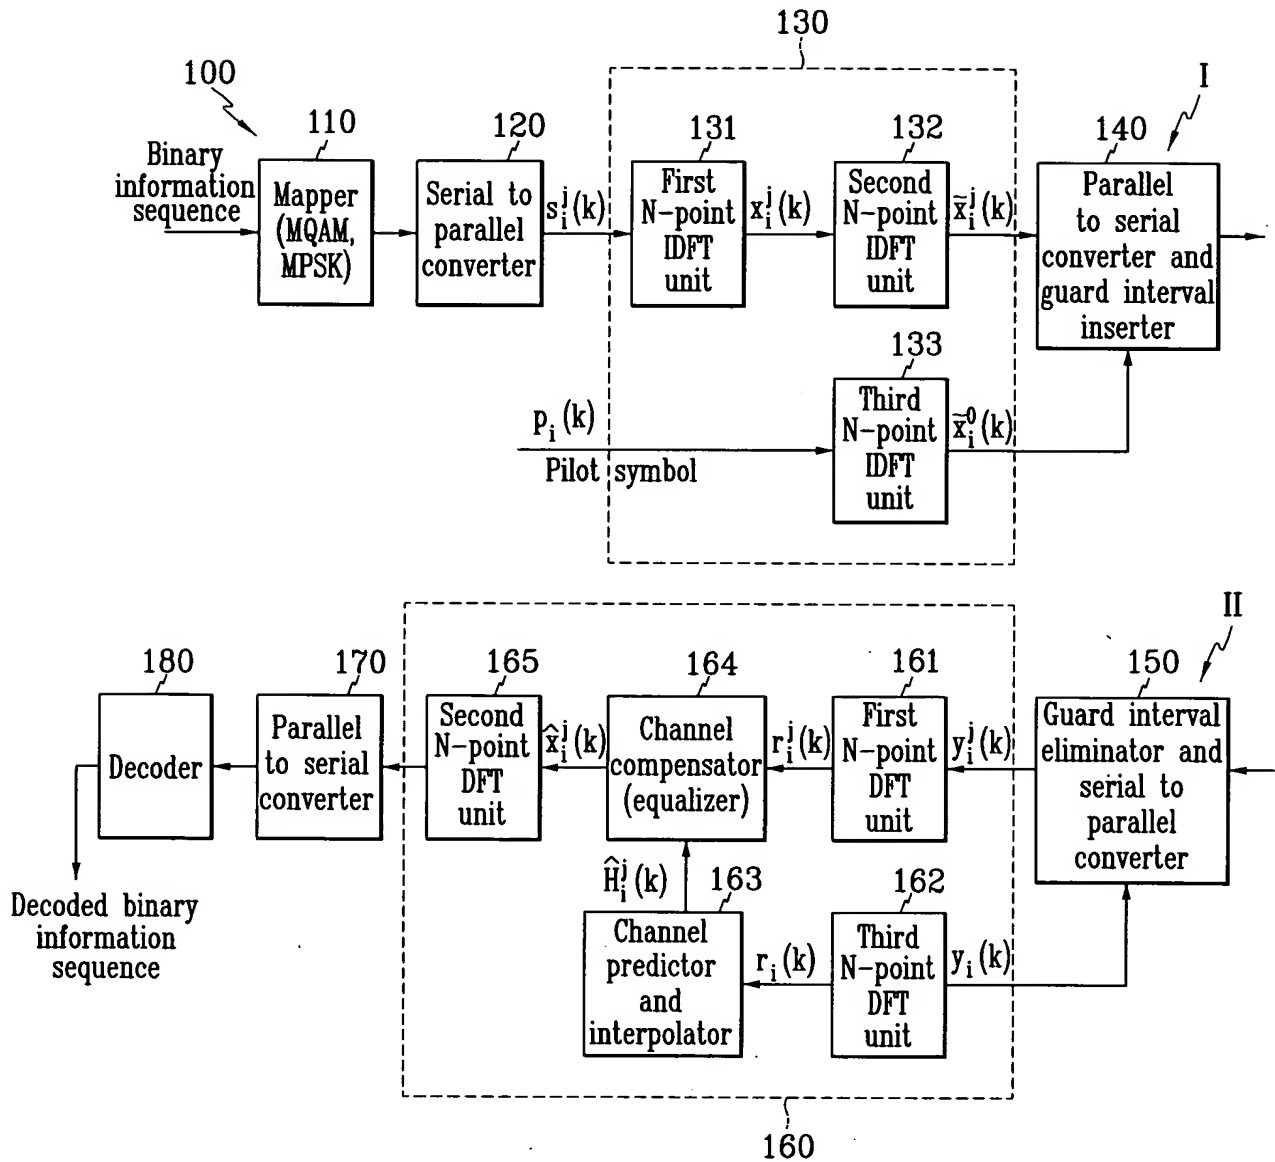 130
100
I
110
120
131
132
140
Binary
information
sequence
Mapper
(MQAM,
MPSK)
Serial to
parallel
converter
s_i^j(k)
First
N-point
IDFT
unit
x_i^j(k)
Second
N-point
IDFT
unit
x̃_i^j(k)
Parallel
to serial
converter and
guard interval
inserter
133
p_i(k)
Pilot symbol
Third
N-point
IDFT
unit
x̃_i^0(k)
II
180
170
165
164
161
150
Decoder
Parallel
to serial
converter
Second
N-point
DFT
unit
x̂_i^j(k)
Channel
compensator
(equalizer)
r_i^j(k)
First
N-point
DFT
unit
y_i^j(k)
Guard interval
eliminator and
serial to
parallel
converter
Ĥ_i^j(k)
163
162
Decoded binary
information
sequence
Channel
predictor
and
interpolator
r_i(k)
Third
N-point
DFT
unit
y_i(k)
160